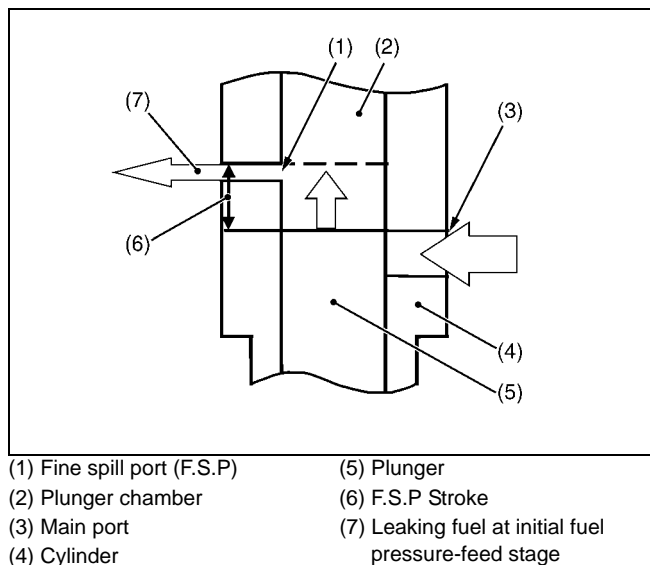 (1)
(2)
(7)
(3)
(6)
(4)
(5)
(1) Fine spill port (F.S.P)
(2) Plunger chamber
(3) Main port
(4) Cylinder
(5) Plunger
(6) F.S.P Stroke
(7) Leaking fuel at initial fuel
pressure-feed stage